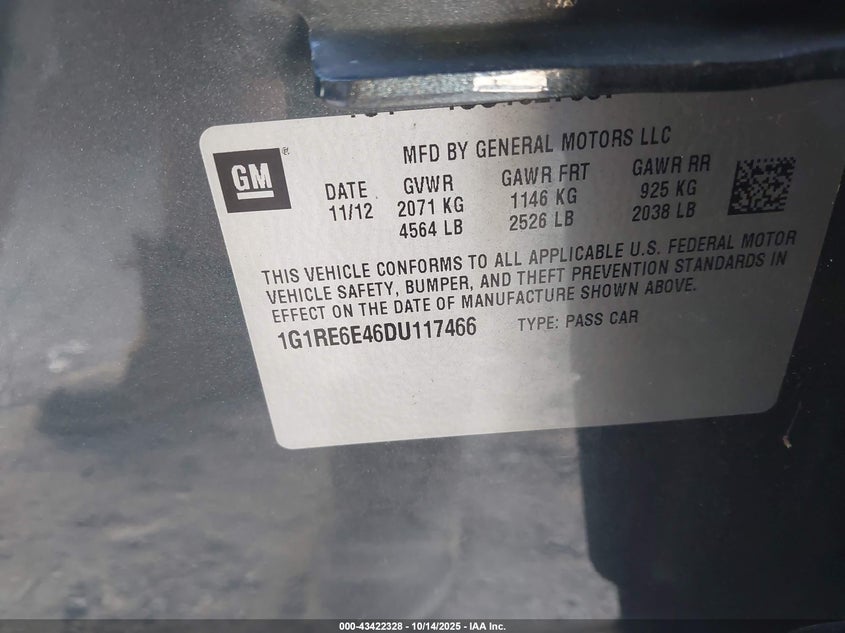 MFD BY GENERAL MOTORS LLC
GM®
DATE GVWR GAWR FRT GAWR RR
11/12 2071 KG 1146 KG 925 KG
4564 LB 2526 LB 2038 LB
THIS VEHICLE CONFORMS TO ALL APPLICABLE U.S. FEDERAL MOTOR
VEHICLE SAFETY, BUMPER, AND THEFT PREVENTION STANDARDS IN
EFFECT ON THE DATE OF MANUFACTURE SHOWN ABOVE.
1G1RE6E46DU117466 TYPE: PASS CAR
000-43422328 - 10/14/2025 - IAA Inc.